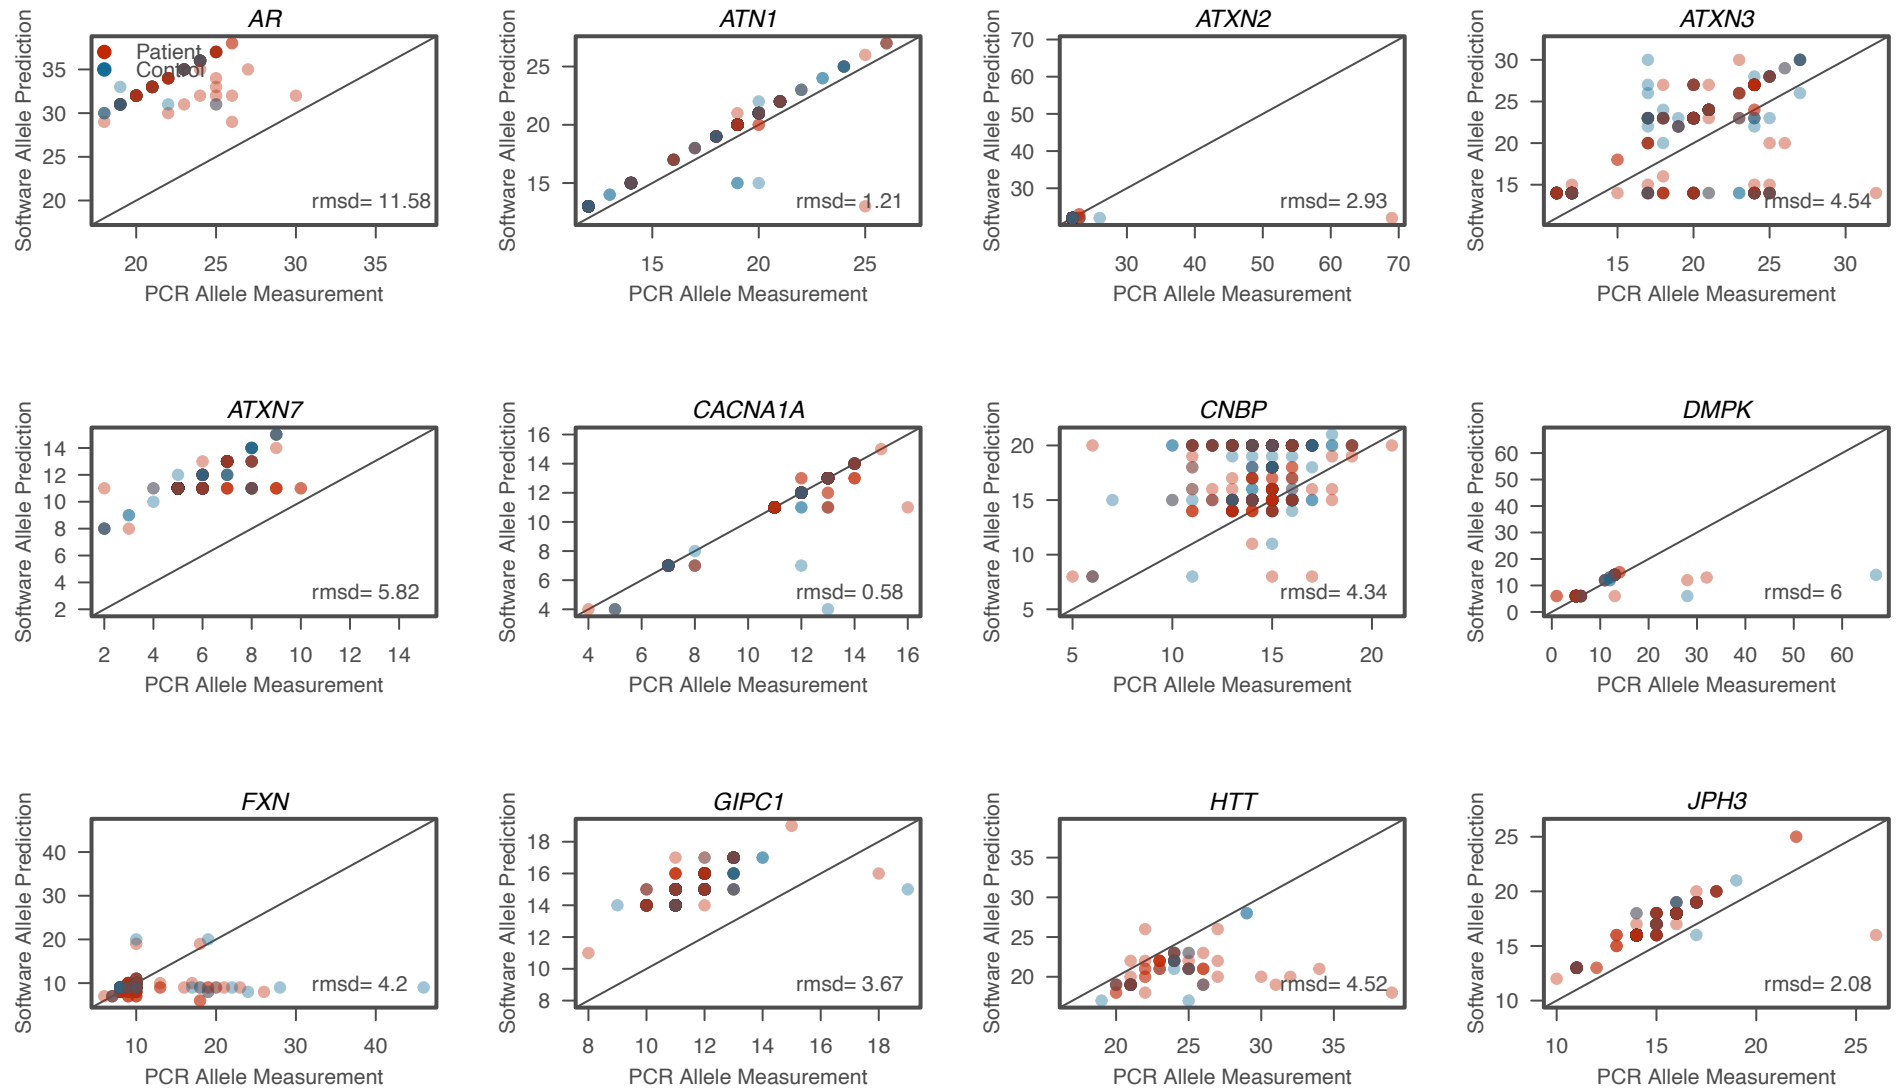 AR
Software Allele Prediction
35
30
25
20
Patient
Control
rmsd= 11.58
20 25 30 35
PCR Allele Measurement
ATN1
Software Allele Prediction
25
20
15
rmsd= 1.21
15 20 25
PCR Allele Measurement
ATXN2
Software Allele Prediction
70
60
50
40
30
rmsd= 2.93
30 40 50 60 70
PCR Allele Measurement
ATXN3
Software Allele Prediction
30
25
20
15
rmsd= 4.54
15 20 25 30
PCR Allele Measurement
ATXN7
Software Allele Prediction
14
12
10
8
6
4
2
rmsd= 5.82
2 4 6 8 10 12 14
PCR Allele Measurement
CACNA1A
Software Allele Prediction
16
14
12
10
8
6
4
rmsd= 0.58
4 6 8 10 12 14 16
PCR Allele Measurement
CNBP
Software Allele Prediction
20
15
10
5
rmsd= 4.34
5 10 15 20
PCR Allele Measurement
DMPK
Software Allele Prediction
60
50
40
30
20
10
0
rmsd= 6
0 10 20 30 40 50 60
PCR Allele Measurement
FXN
Software Allele Prediction
40
30
20
10
rmsd= 4.2
10 20 30 40
PCR Allele Measurement
GIPC1
Software Allele Prediction
18
16
14
12
10
8
rmsd= 3.67
8 10 12 14 16 18
PCR Allele Measurement
HTT
Software Allele Prediction
35
30
25
20
rmsd= 4.52
20 25 30 35
PCR Allele Measurement
JPH3
Software Allele Prediction
25
20
15
10
rmsd= 2.08
10 15 20 25
PCR Allele Measurement